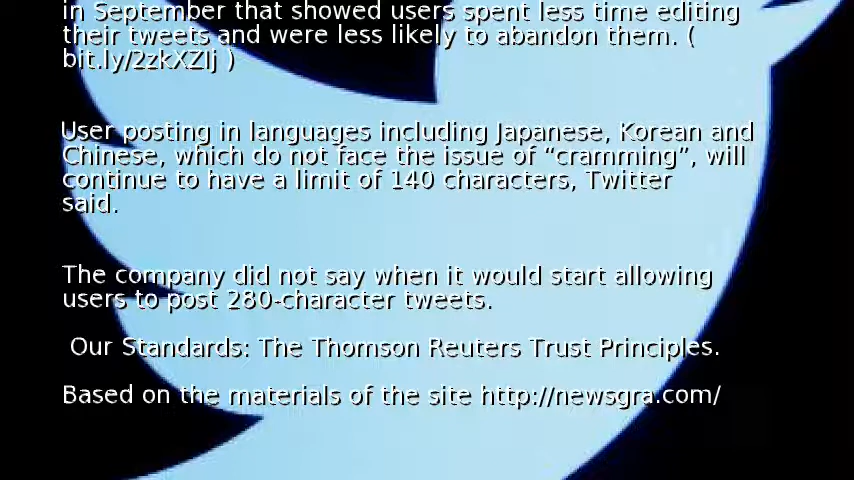 in September that showed users spent less time editing
their tweets and were less likely to abandon them. (
bit.ly/2zkXZIj )
User posting in languages including Japanese, Korean and
Chinese, which do not face the issue of “cramming”, will
continue to have a limit of 140 characters, Twitter
said.
The company did not say when it would start allowing
users to post 280-character tweets.
Our Standards: The Thomson Reuters Trust Principles.
Based on the materials of the site http://newsgra.com/